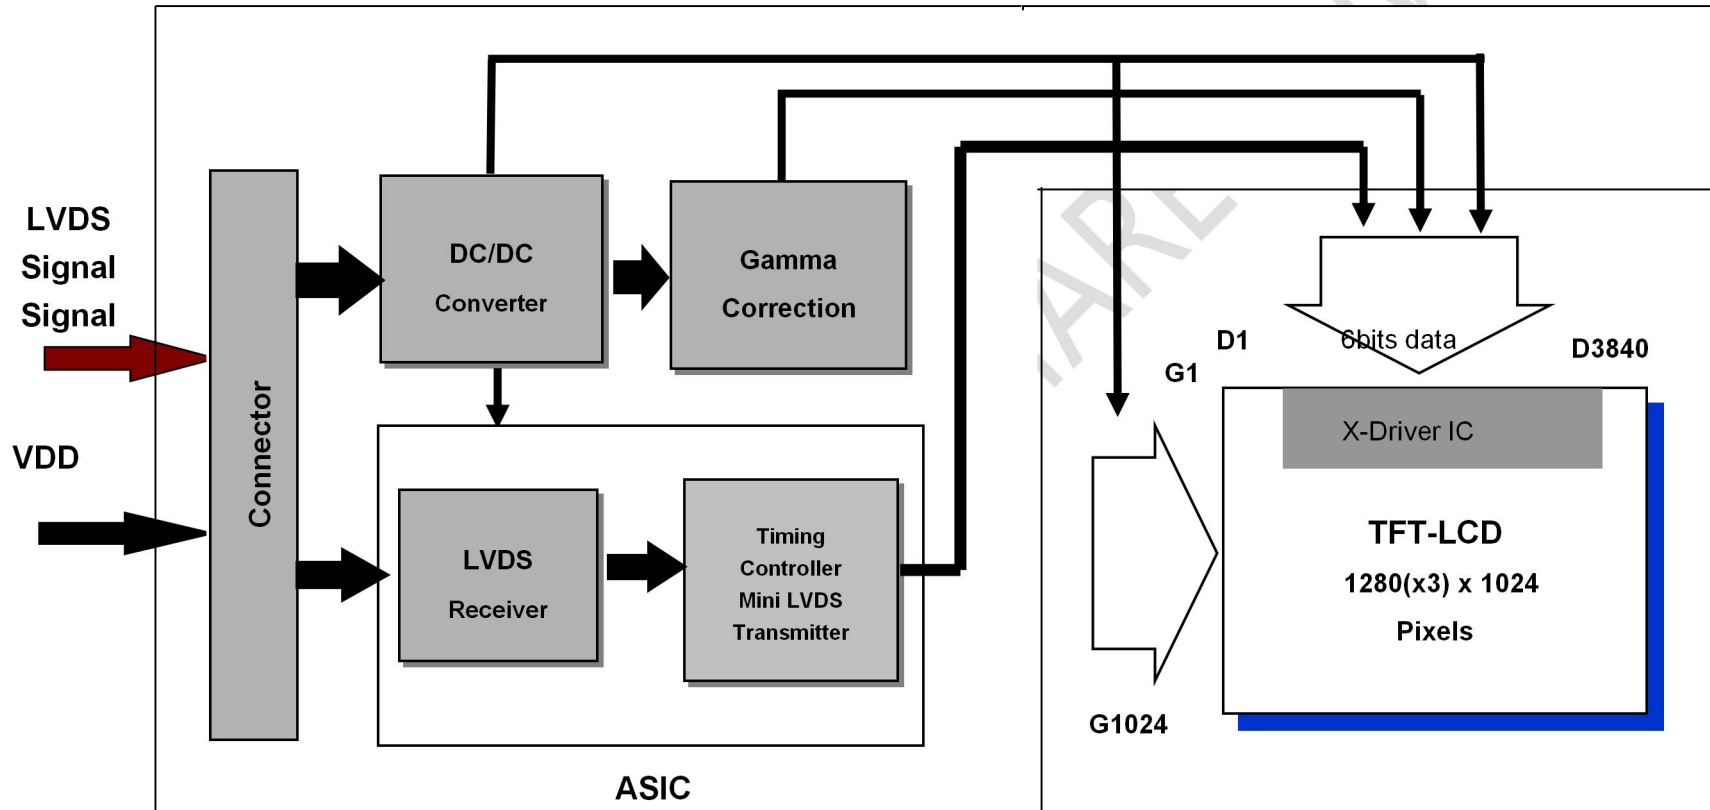 LVDS
Signal
Signal
VDD
Connector
DC/DC
Converter
Gamma
Correction
LVDS
Receiver
Timing
Controller
Mini LVDS
Transmitter
ASIC
D1
6bits data
D3840
G1
X-Driver IC
TFT-LCD
1280(x3) x 1024
Pixels
G1024